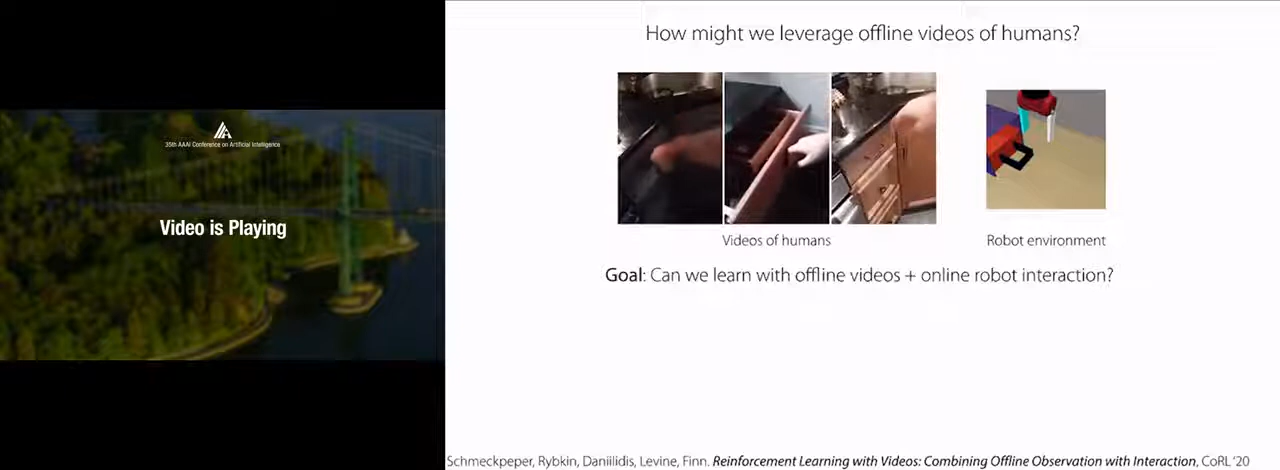 35th AAAI Conference on Artificial Intelligence
Video is Playing
How might we leverage offline videos of humans?
Videos of humans
Robot environment
Goal: Can we learn with offline videos + online robot interaction?
Schmeckpeper, Rybkin, Daniilidis, Levine, Finn. Reinforcement Learning with Videos: Combining Offline Observation with Interaction, CoRL '20